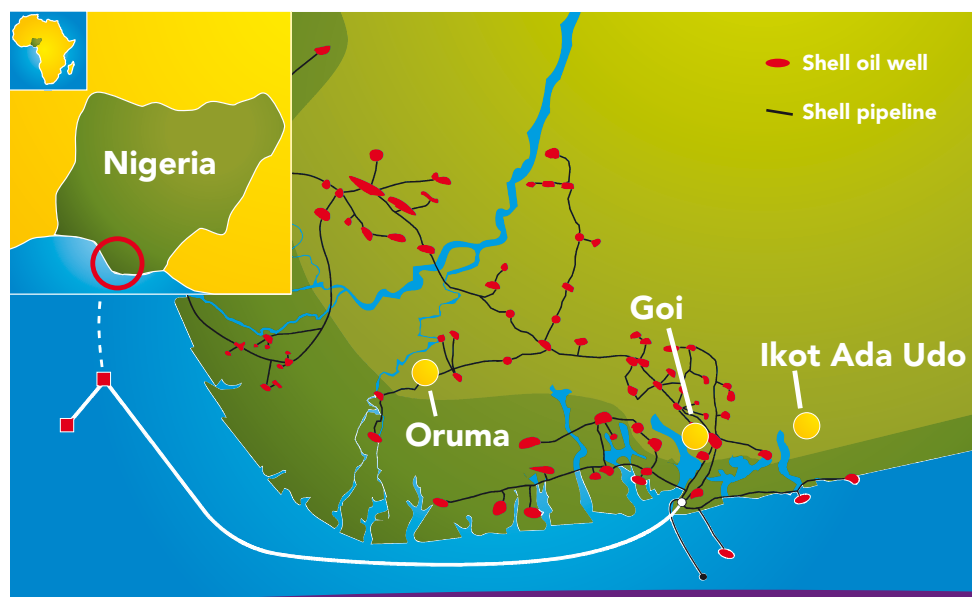 Shell oil well
Shell pipeline
Nigeria
Goi
Ikot Ada Udo
Oruma